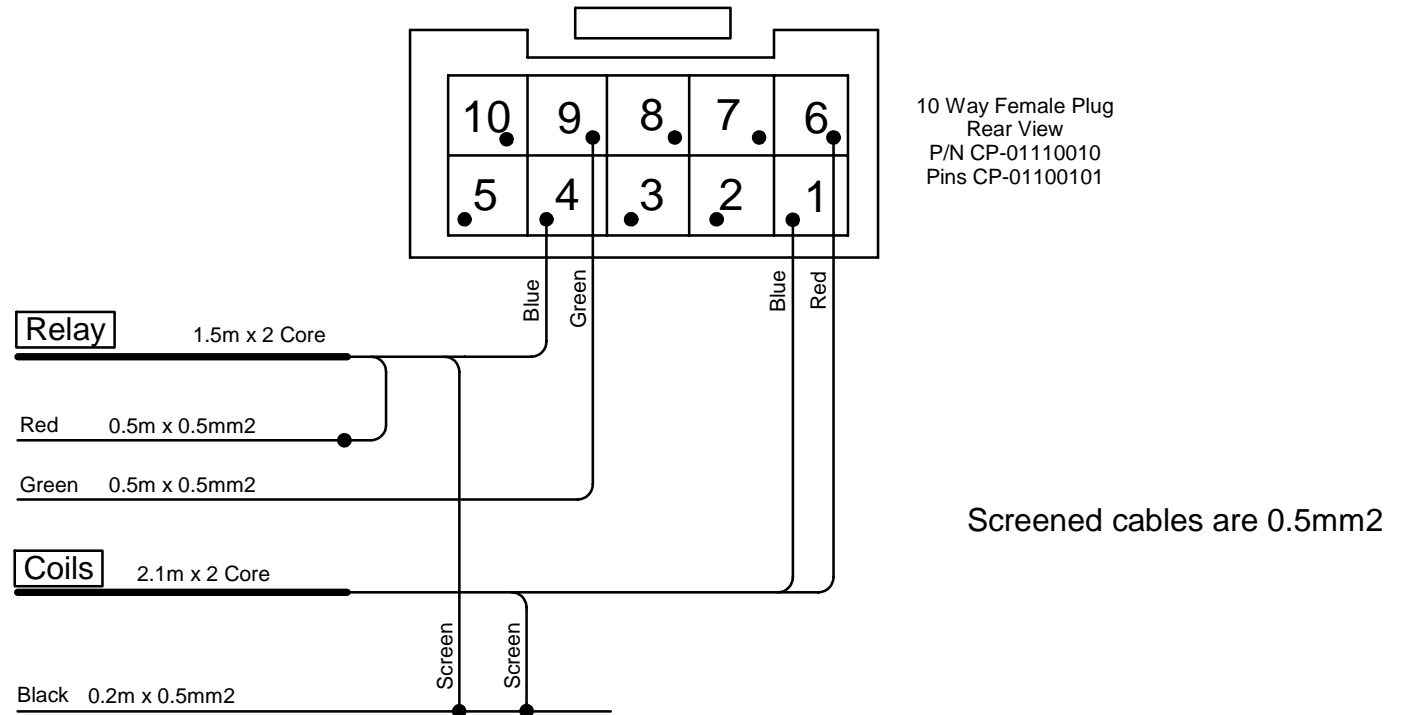 10 9 8 7 6
5 4 3 2 1
10 Way Female Plug
Rear View
P/N CP-01110010
Pins CP-01100101
Blue
Green
Blue
Red
Relay
1.5m x 2 Core
Red 0.5m x 0.5mm2
Green 0.5m x 0.5mm2
Screened cables are 0.5mm2
Coils
2.1m x 2 Core
Screen
Screen
Black 0.2m x 0.5mm2